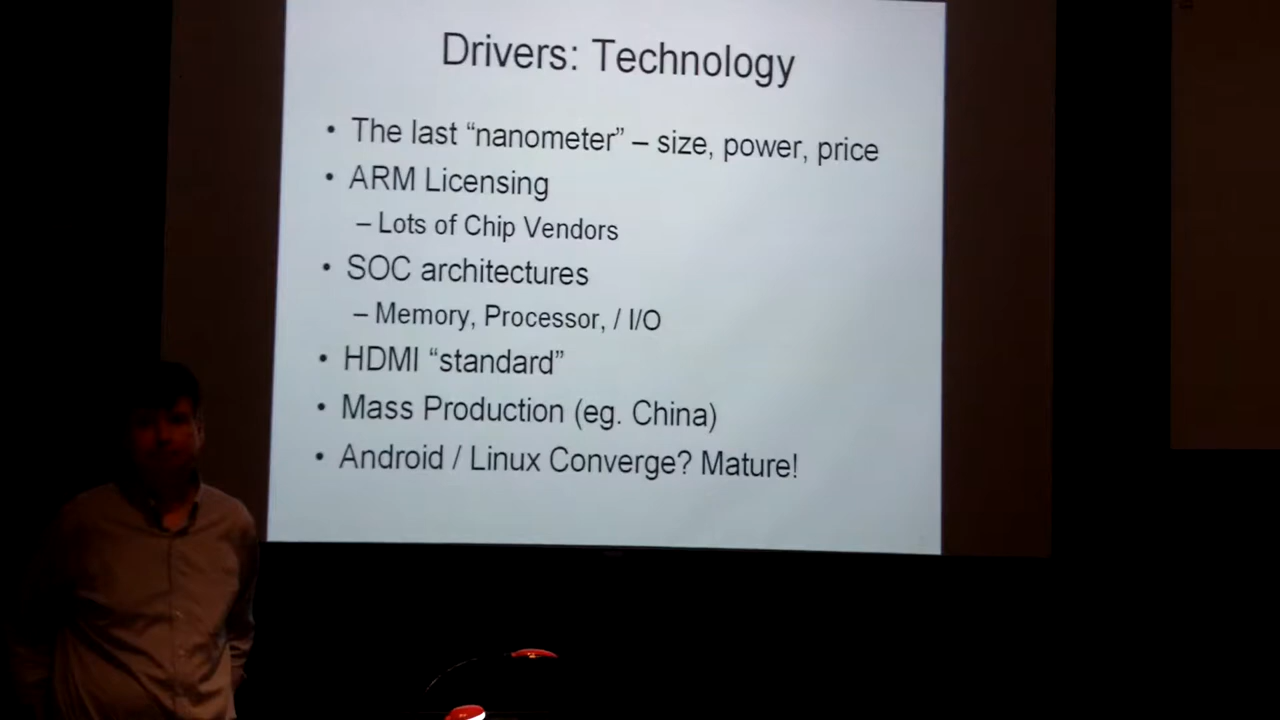 Drivers: Technology
• The last “nanometer” – size, power, price
• ARM Licensing
– Lots of Chip Vendors
• SOC architectures
– Memory, Processor, / I/O
• HDMI “standard”
• Mass Production (eg. China)
• Android / Linux Converge? Mature!